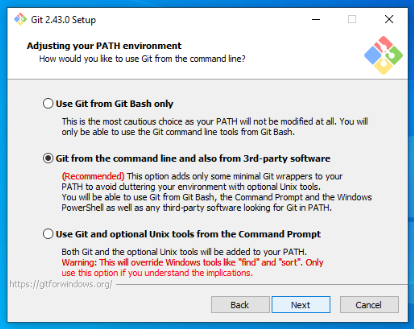 Git 2.43.0 Setup
Adjusting your PATH environment
How would you like to use Git from the command line?
Use Git from Git Bash only
This is the most cautious choice as your PATH will not be modified at all. You will
only be able to use the Git command line tools from Git Bash.
Git from the command line and also from 3rd-party software
(Recommended) This option adds only some minimal Git wrappers to your
PATH to avoid cluttering your environment with optional Unix tools.
You will be able to use Git from Git Bash, the Command Prompt and the Windows
PowerShell as well as any third-party software looking for Git in PATH.
Use Git and optional Unix tools from the Command Prompt
Both Git and the optional Unix tools will be added to your PATH.
Warning: This will override Windows tools like "find" and "sort". Only
use this option if you understand the implications.
https://gitforwindows.org/
Back Next Cancel